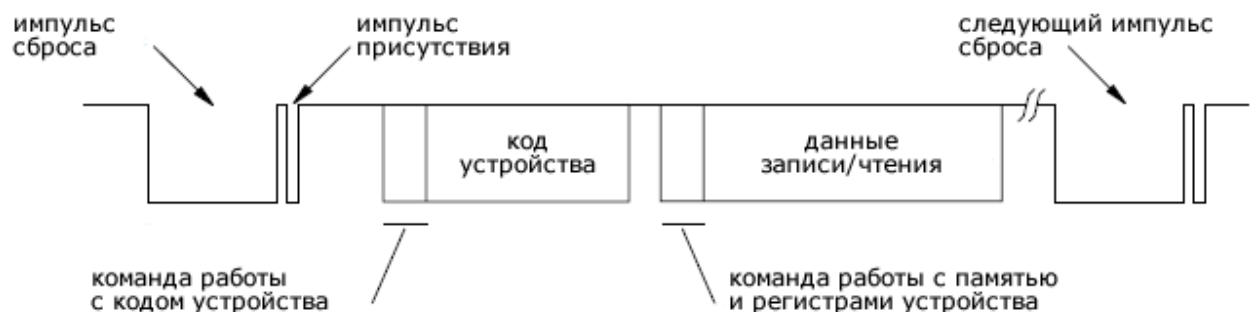 импульс
сброса
импульс
присутствия
следующий импульс
сброса
код
устройства
данные
записи/чтения
команда работы
с кодом устройства
команда работы с памятью
и регистрами устройства